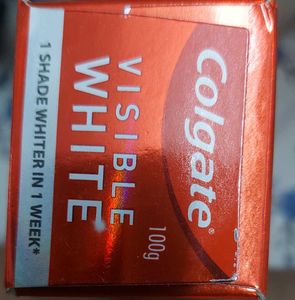 Colgate®
VISIBLE
WHITE
100g
1 SHADE WHITER IN 1 WEEK*